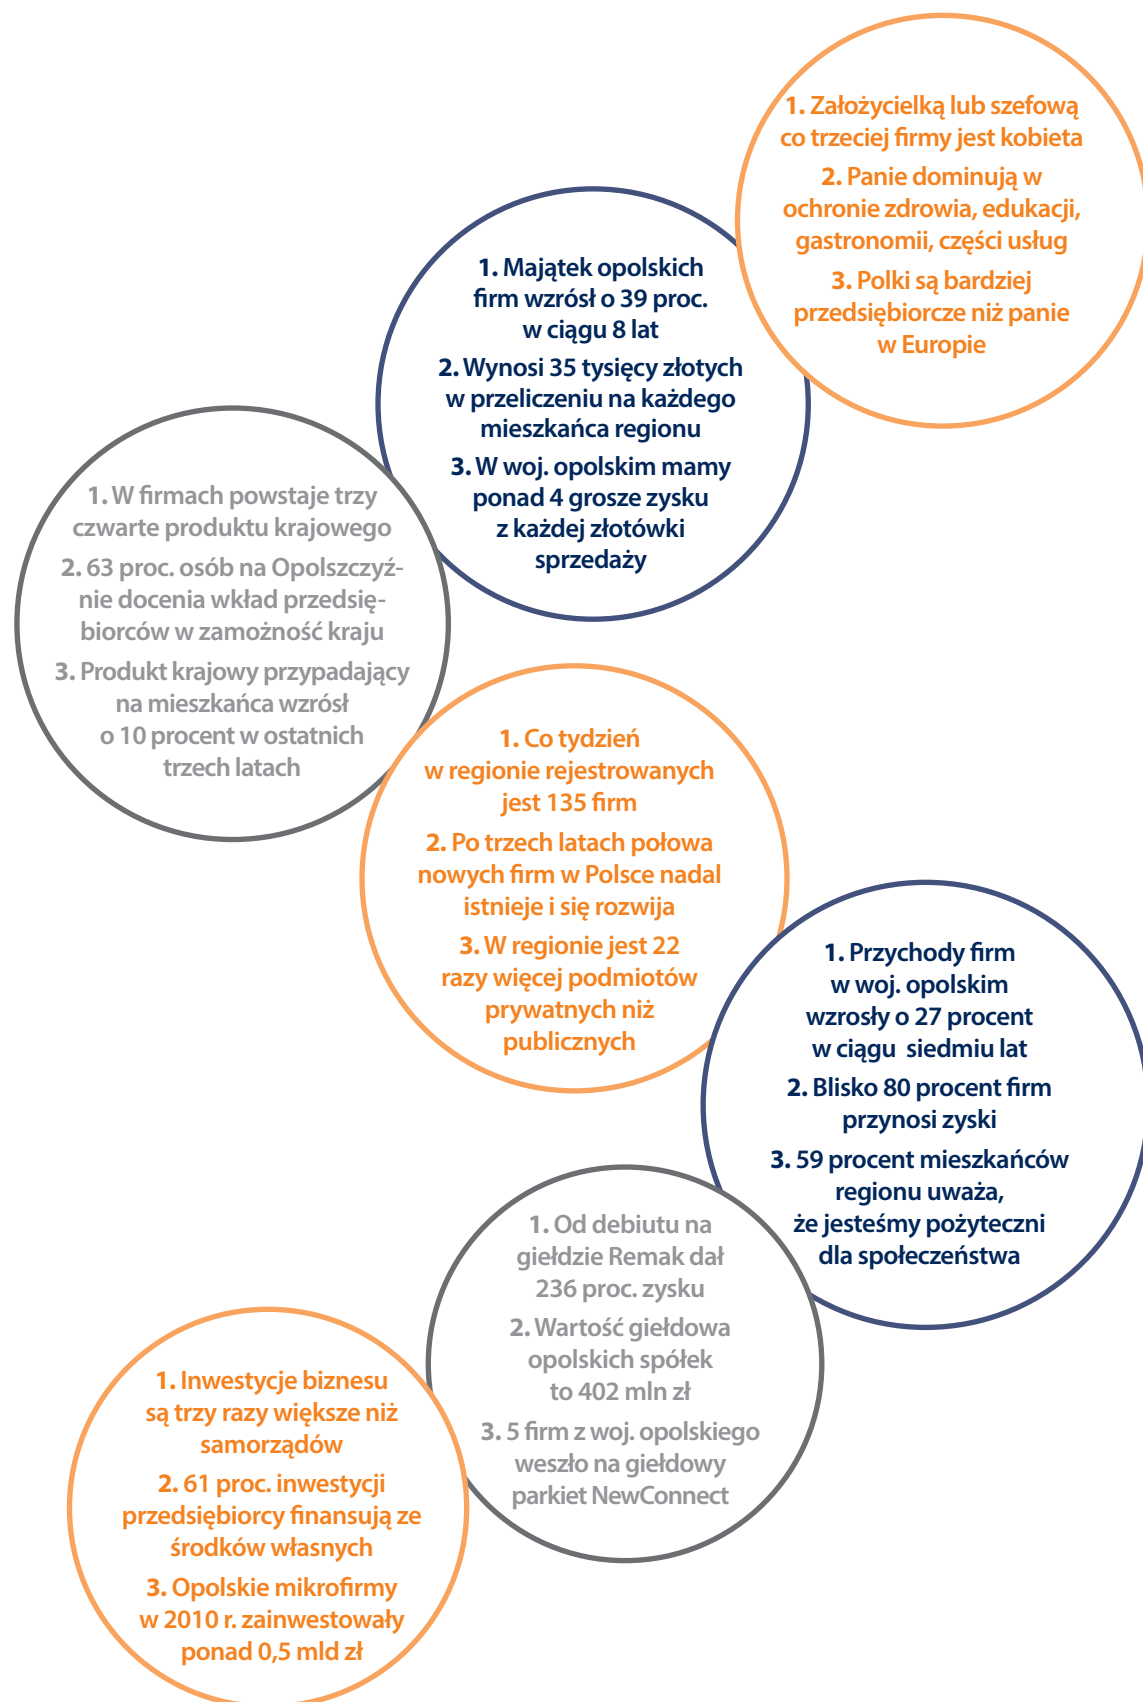 1. Założycielką lub szefową
co trzeciej firmy jest kobieta
2. Panie dominują w
ochronie zdrowia, edukacji,
gastronomii, części usług
3. Polki są bardziej
przedsiębiorcze niż panie
w Europie
1. Majątek opolskich
firm wzrósł o 39 proc.
w ciągu 8 lat
2. Wynosi 35 tysięcy złotych
w przeliczeniu na każdego
mieszkańca regionu
3. W woj. opolskim mamy
ponad 4 grosze zysku
z każdej złotówki
sprzedaży
1. W firmach powstaje trzy
czwarte produktu krajowego
2. 63 proc. osób na Opolszczyź-
nie docenia wkład przedsię-
biorców w zamożność kraju
3. Produkt krajowy przypadający
na mieszkańca wzrósł
o 10 procent w ostatnich
trzech latach
1. Co tydzień
w regionie rejestrowanych
jest 135 firm
2. Po trzech latach połowa
nowych firm w Polsce nadal
istnieje i się rozwija
3. W regionie jest 22
razy więcej podmiotów
prywatnych niż
publicznych
1. Przychody firm
w woj. opolskim
wzrosły o 27 procent
w ciągu siedmiu lat
2. Blisko 80 procent firm
przynosi zyski
3. 59 procent mieszkańców
regionu uważa,
że jesteśmy pożyteczni
dla społeczeństwa
1. Od debiutu na
giełdzie Remak dał
236 proc. zysku
2. Wartość giełdowa
opolskich spółek
to 402 mln zł
3. 5 firm z woj. opolskiego
weszło na giełdowy
parkiet NewConnect
1. Inwestycje biznesu
są trzy razy większe niż
samorządów
2. 61 proc. inwestycji
przedsiębiorcy finansują ze
środków własnych
3. Opolskie mikrofirmy
w 2010 r. zainwestowały
ponad 0,5 mld zł